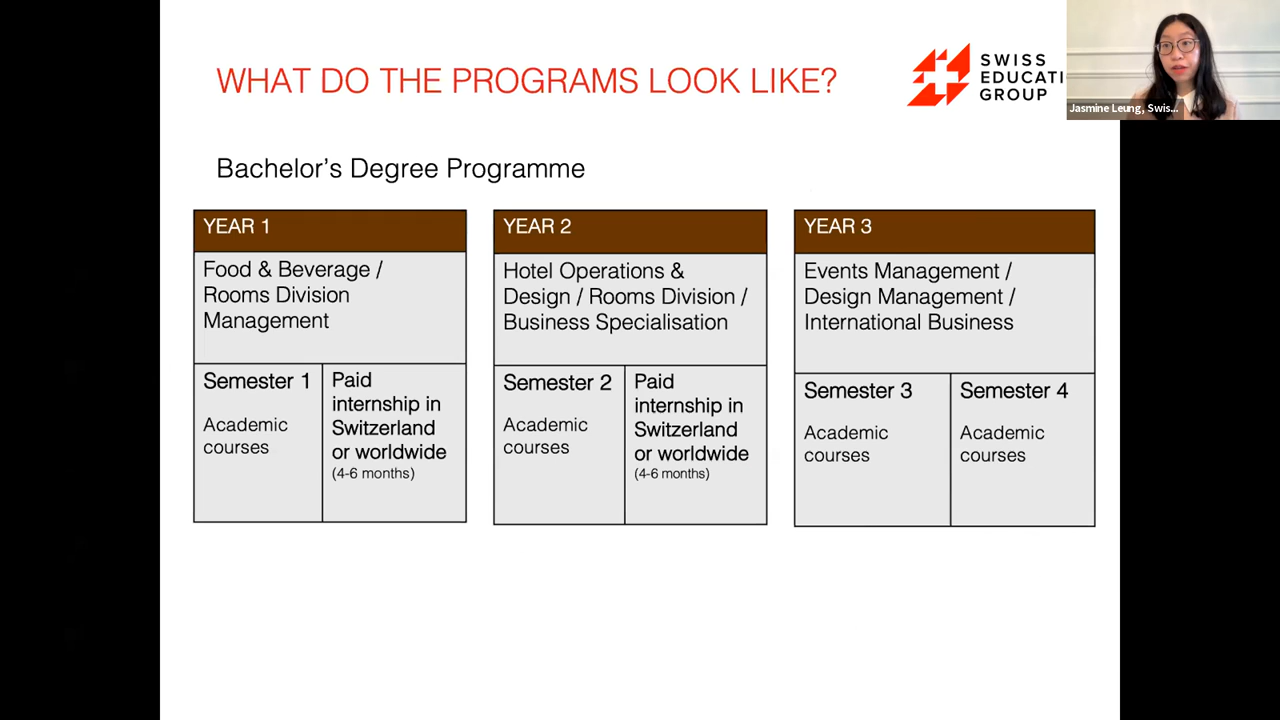 WHAT DO THE PROGRAMS LOOK LIKE?
SWISS
EDUCATI
GROUP
Jasmine Leung, Swis...
Bachelor's Degree Programme
YEAR 1
Food & Beverage /
Rooms Division
Management
Semester 1
Academic
courses
Paid
internship in
Switzerland
or worldwide
(4-6 months)
YEAR 2
Hotel Operations &
Design / Rooms Division /
Business Specialisation
Semester 2
Academic
courses
Paid
internship in
Switzerland
or worldwide
(4-6 months)
YEAR 3
Events Management /
Design Management /
International Business
Semester 3
Academic
courses
Semester 4
Academic
courses